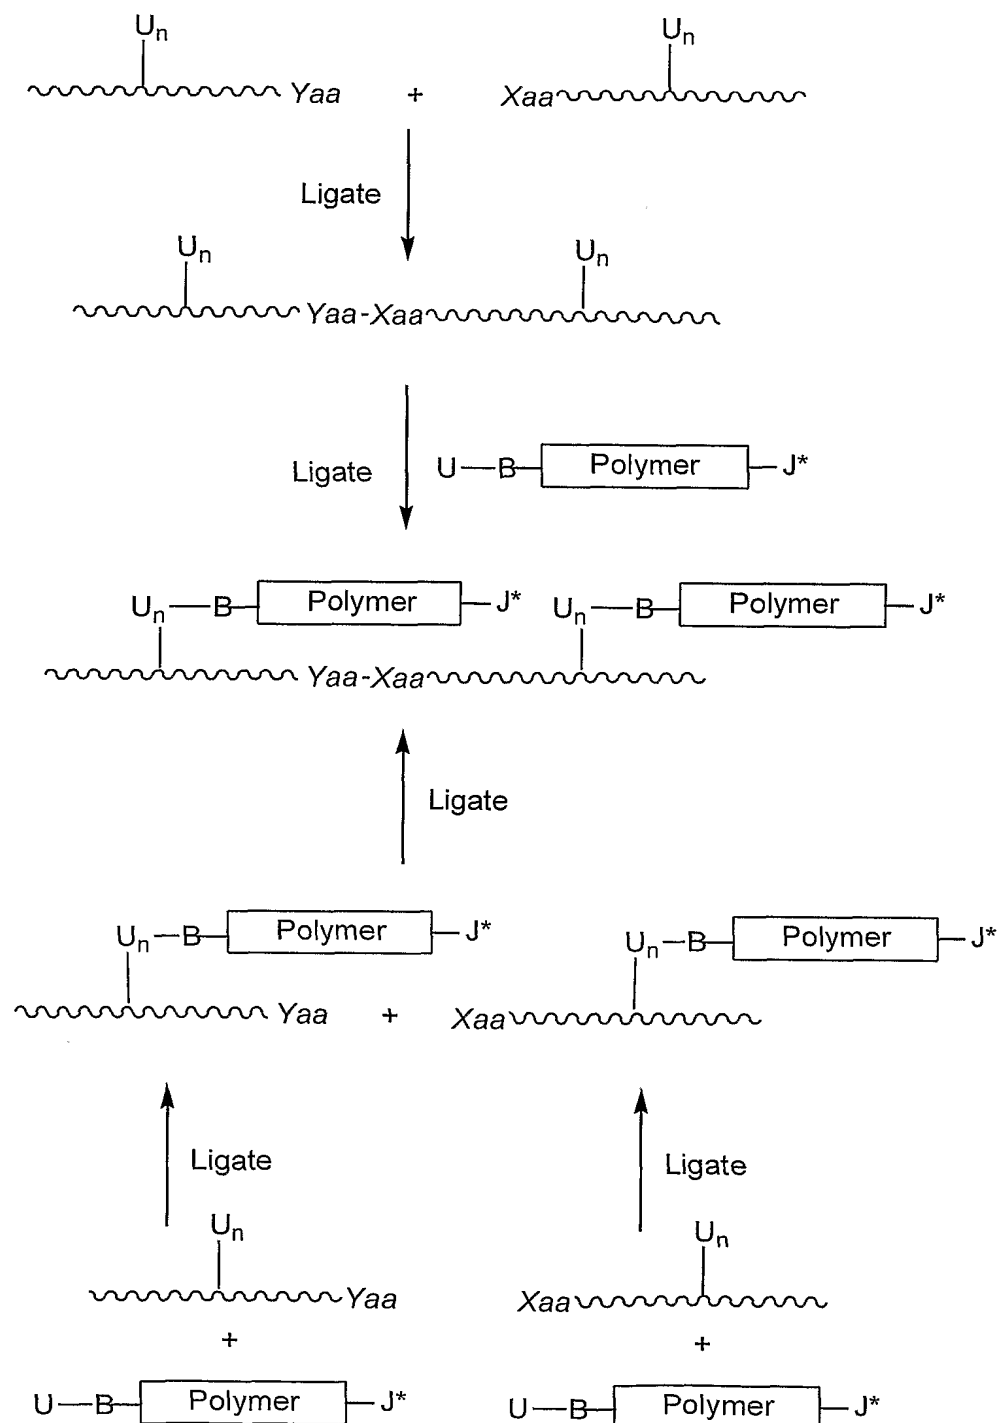 Un Un
Yaa + Xaa
Ligate
Un Un
Yaa-Xaa
Ligate U—B—Polymer—J*
Un—B—Polymer—J* Un—B—Polymer—J*
Yaa-Xaa
Ligate
Un—B—Polymer—J* Un—B—Polymer—J*
Yaa + Xaa
Ligate Ligate
Un Un
Yaa Xaa
+ +
U—B—Polymer—J* U—B—Polymer—J*